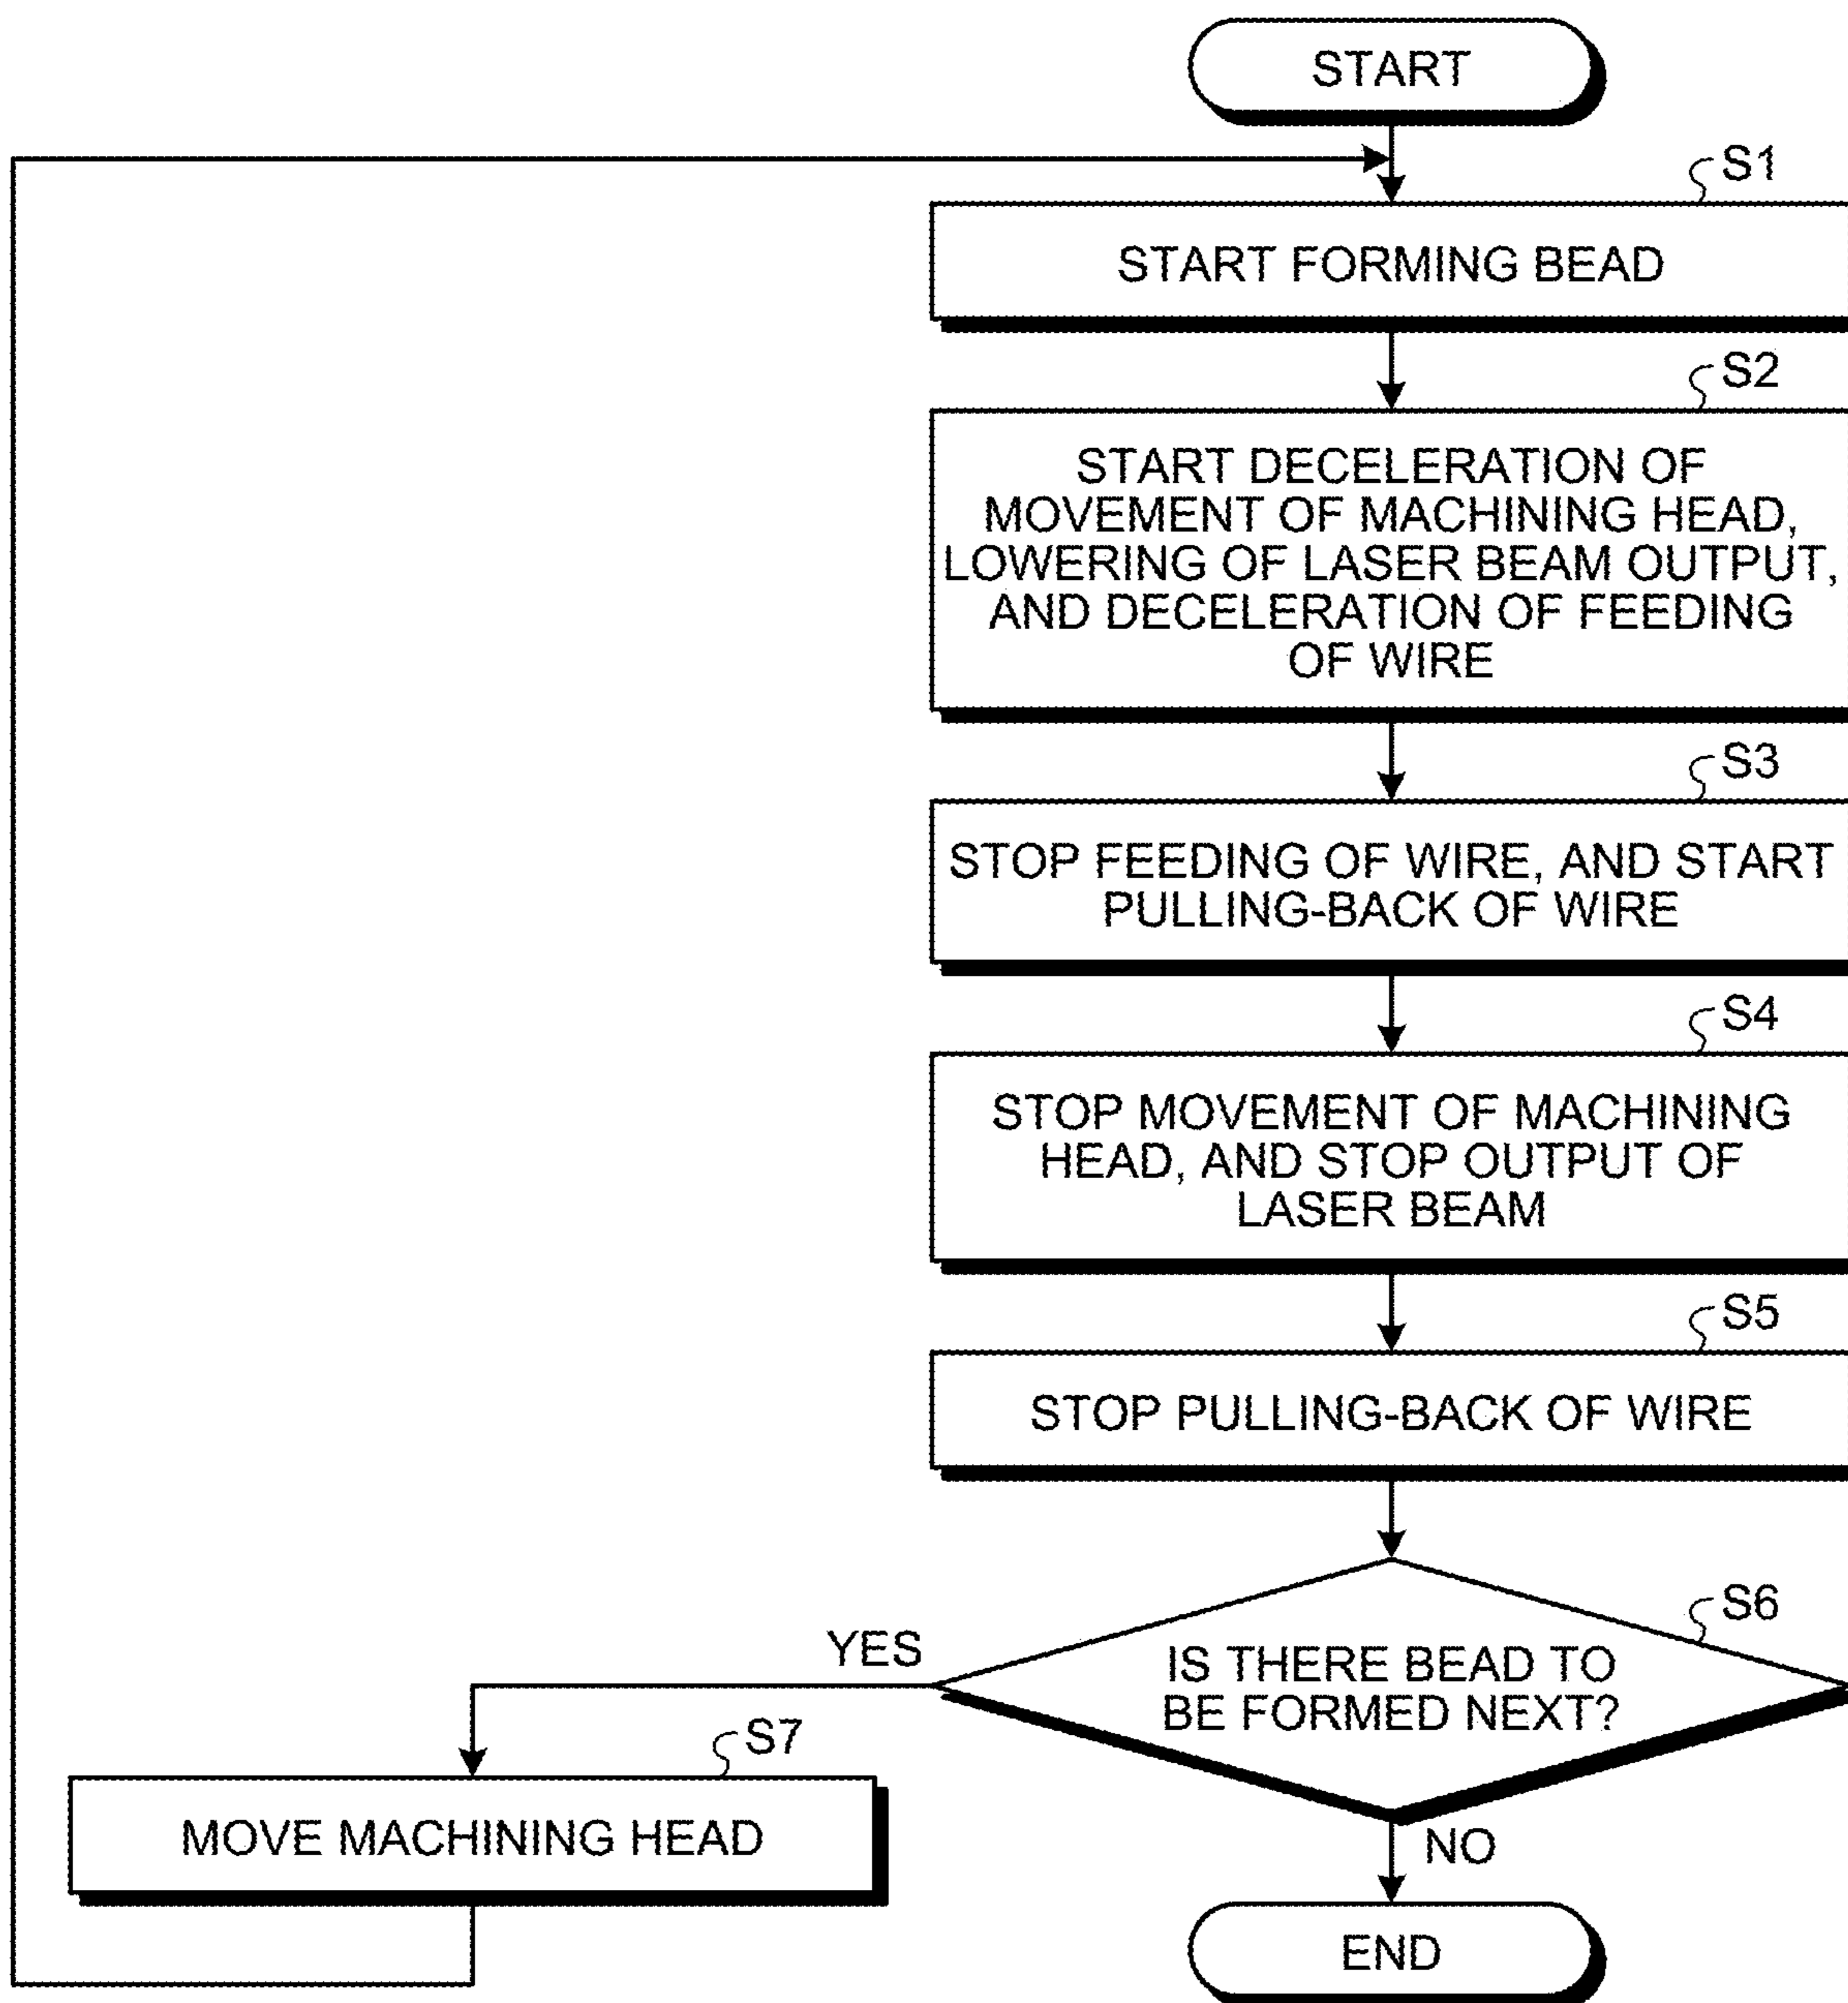 START
S1
START FORMING BEAD
S2
START DECELERATION OF
MOVEMENT OF MACHINING HEAD,
LOWERING OF LASER BEAM OUTPUT,
AND DECELERATION OF FEEDING
OF WIRE
S3
STOP FEEDING OF WIRE, AND START
PULLING-BACK OF WIRE
S4
STOP MOVEMENT OF MACHINING
HEAD, AND STOP OUTPUT OF
LASER BEAM
S5
STOP PULLING-BACK OF WIRE
S6
IS THERE BEAD TO
BE FORMED NEXT?
YES
S7
MOVE MACHINING HEAD
NO
END